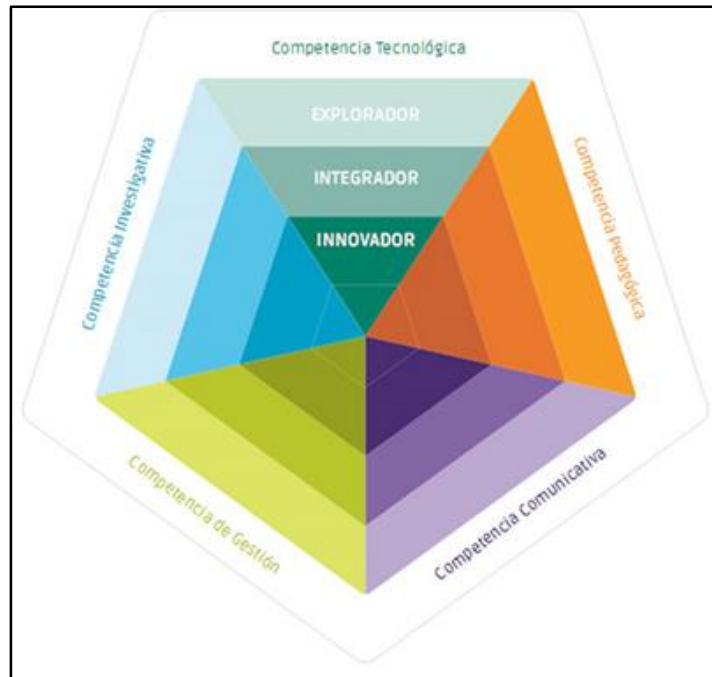 Competencia Tecnológica
EXPLORADOR
INTEGRADOR
INNOVADOR
Competencia Investigativa
Competencia Pedagógica
Competencia de Gestión
Competencia Comunicativa